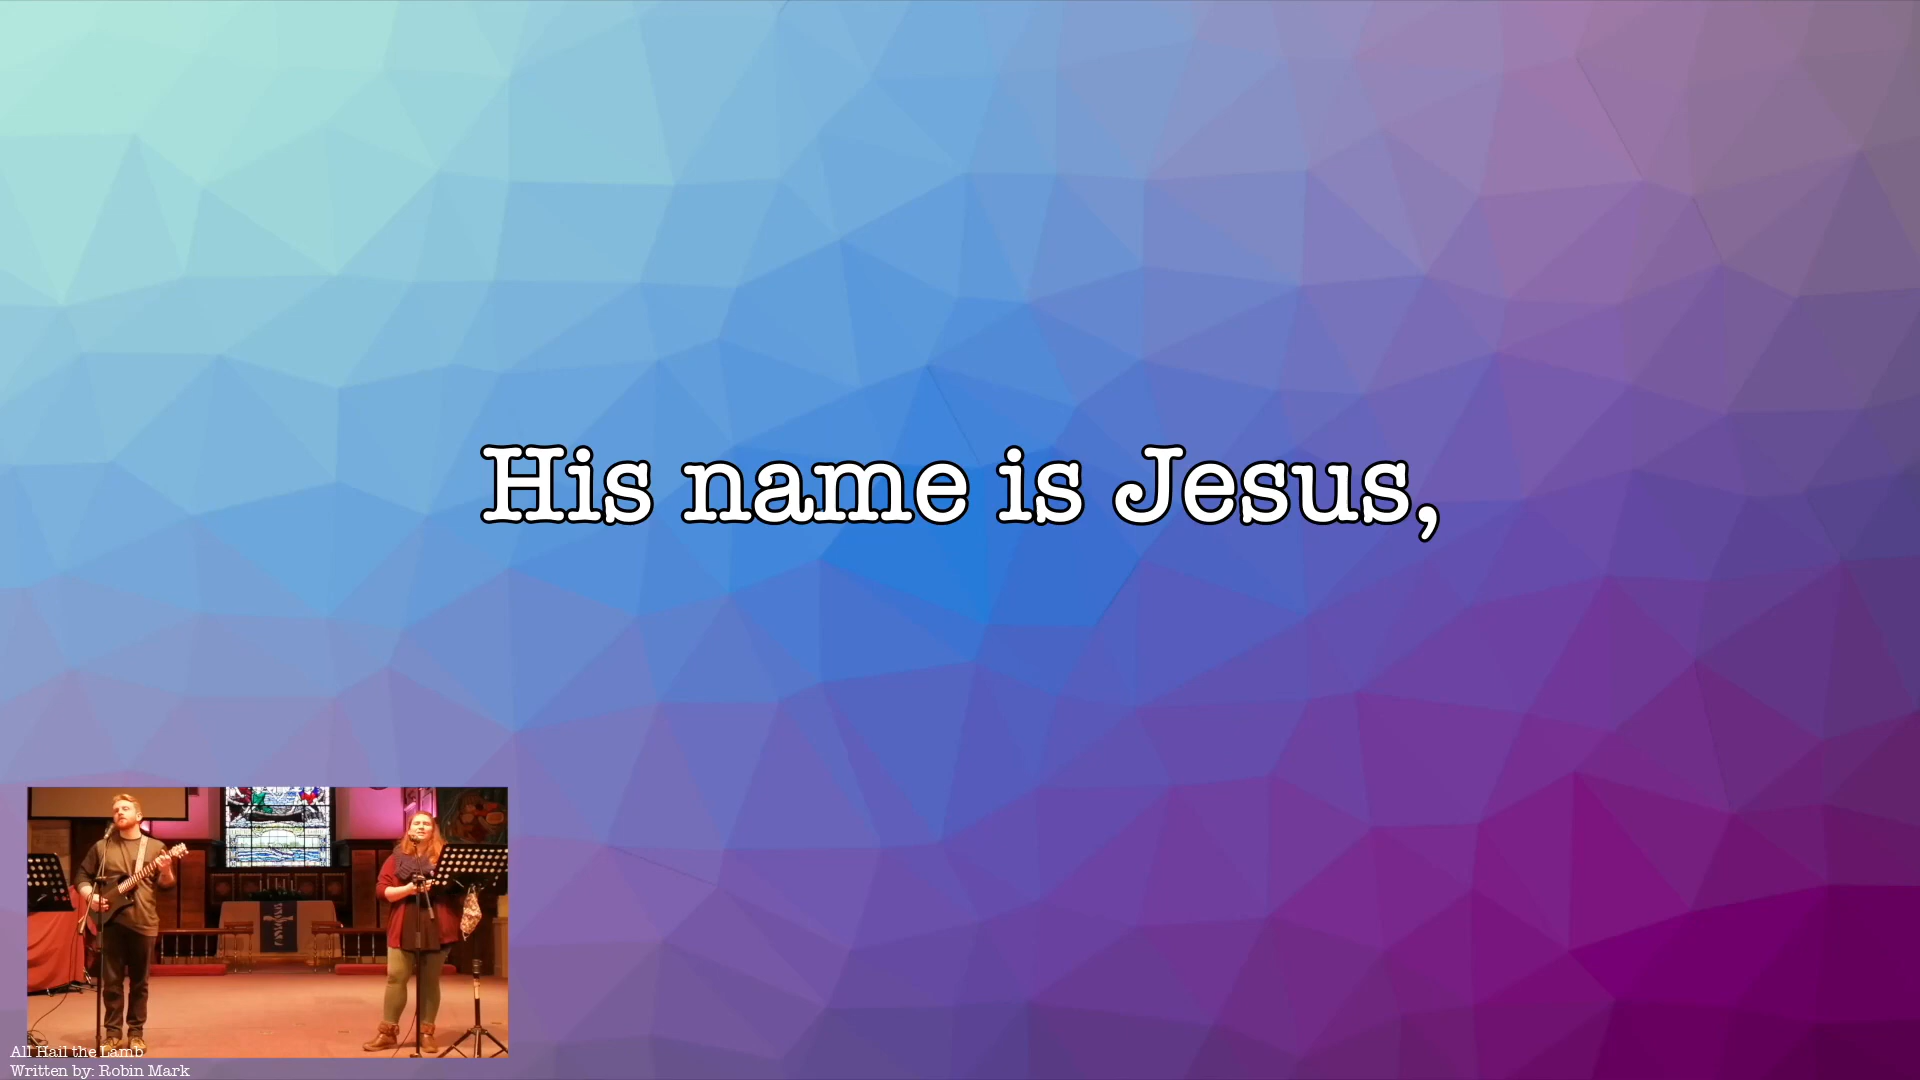 His name is Jesus,
All Hail the Lamb
Written by: Robin Mark